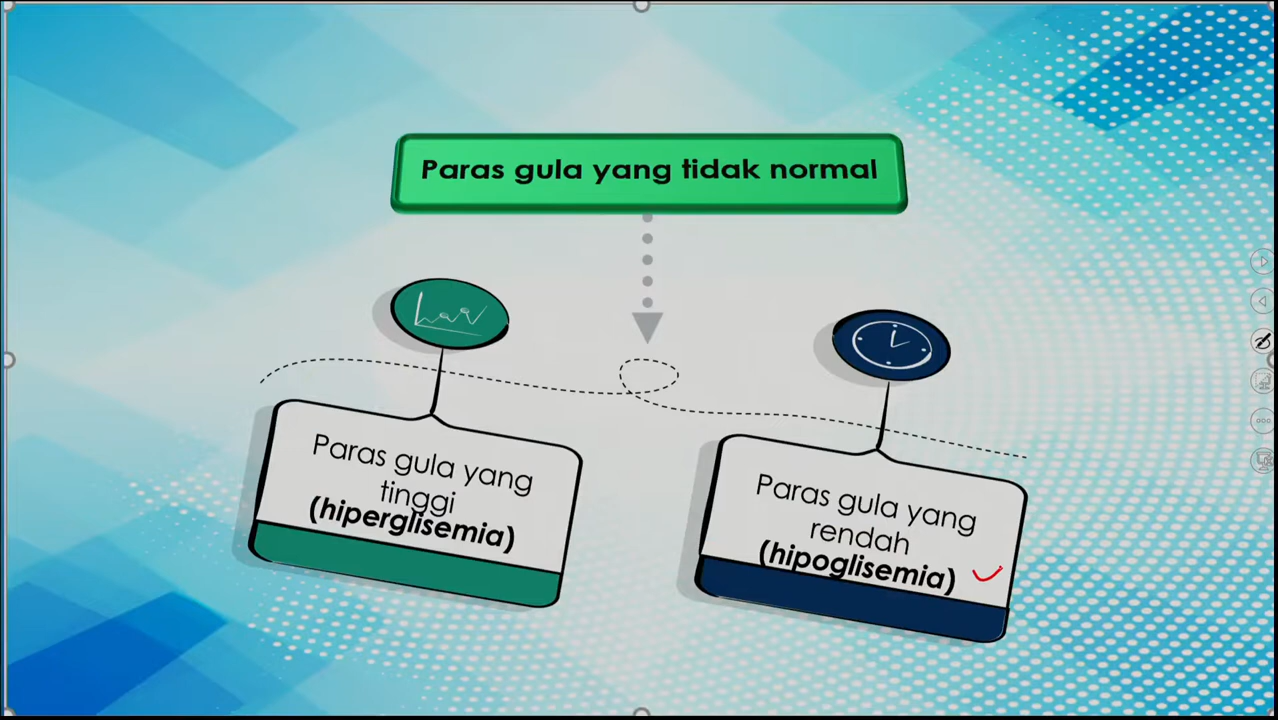 Paras gula yang tidak normal
Paras gula yang
tinggi
(hiperglisemia)
Paras gula yang
rendah
(hipoglisemia)